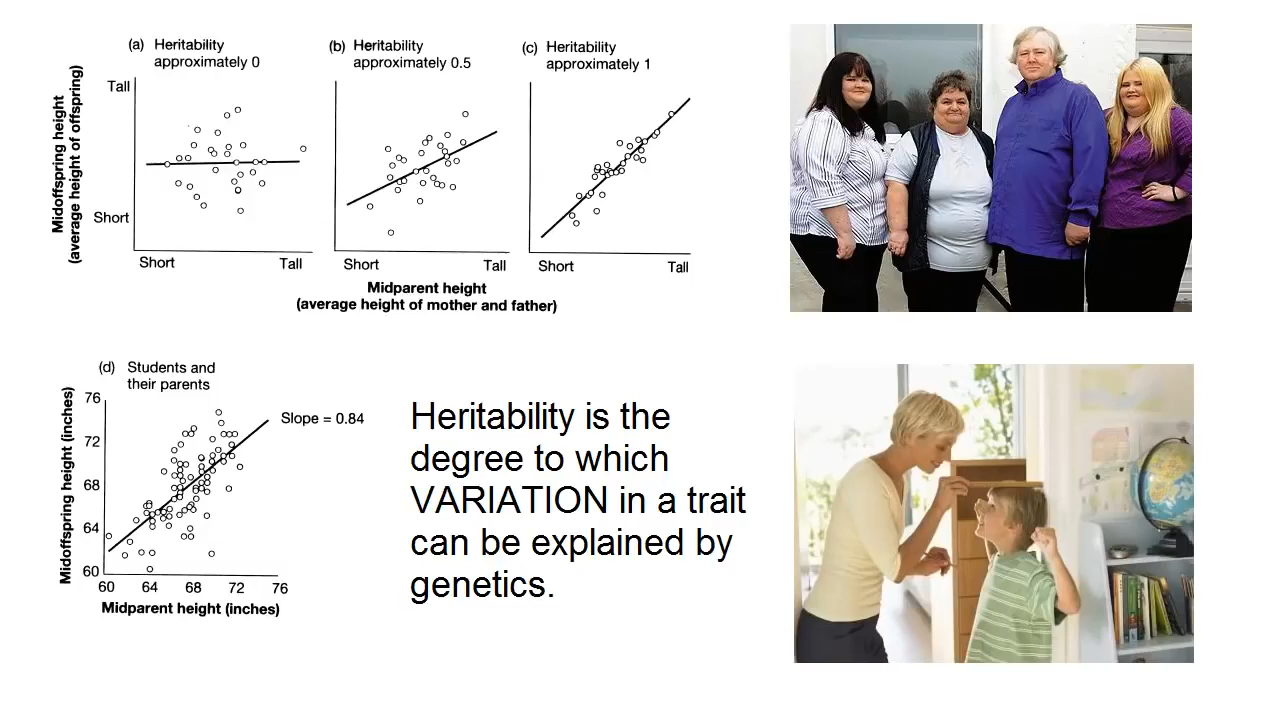 (a) Heritability
approximately 0
(b) Heritability
approximately 0.5
(c) Heritability
approximately 1
Midoffspring height
(average height of offspring)
Tall
Short
Short Tall
Short Tall
Short Tall
Midparent height
(average height of mother and father)
(d) Students and
their parents
Midoffspring height (inches)
76
72
68
64
60
Slope = 0.84
60 64 68 72 76
Midparent height (inches)
Heritability is the
degree to which
VARIATION in a trait
can be explained by
genetics.